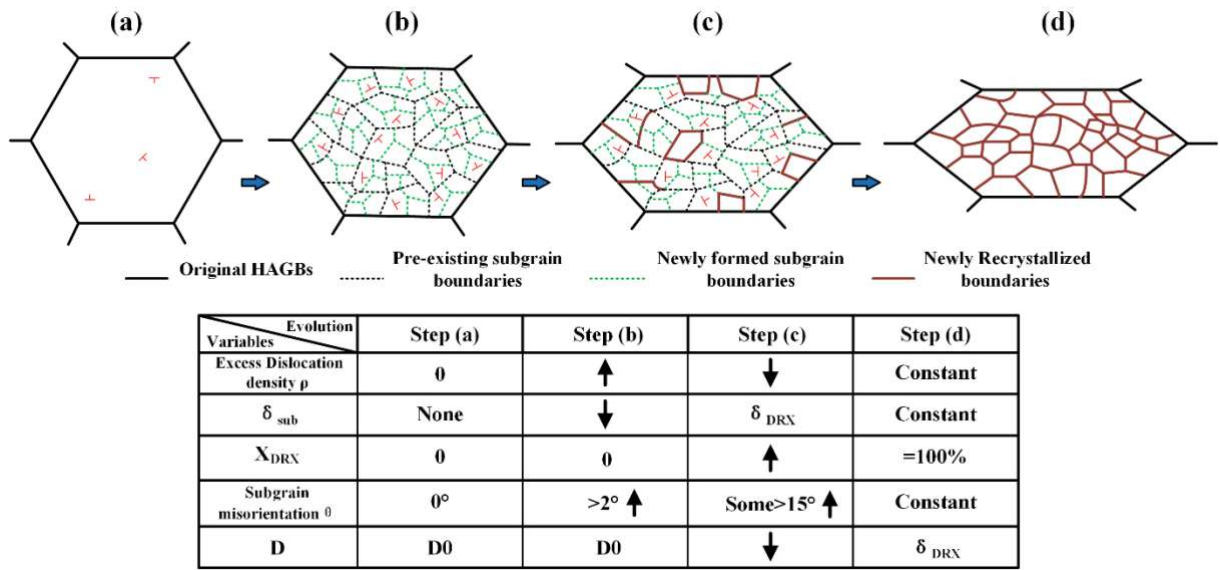 (a) (b) (c) (d)
Original HAGBs
Pre-existing subgrain
boundaries
Newly formed subgrain
boundaries
Newly Recrystallized
boundaries
Evolution
Variables
Step (a) Step (b) Step (c) Step (d)
Excess Dislocation
density ρ
0 ↑ ↓ Constant
δ sub None ↓ δ DRX Constant
XDRX 0 0 ↑ =100%
Subgrain
misorientation θ
0° >2° ↑ Some>15° ↑ Constant
D D0 D0 ↓ δ DRX